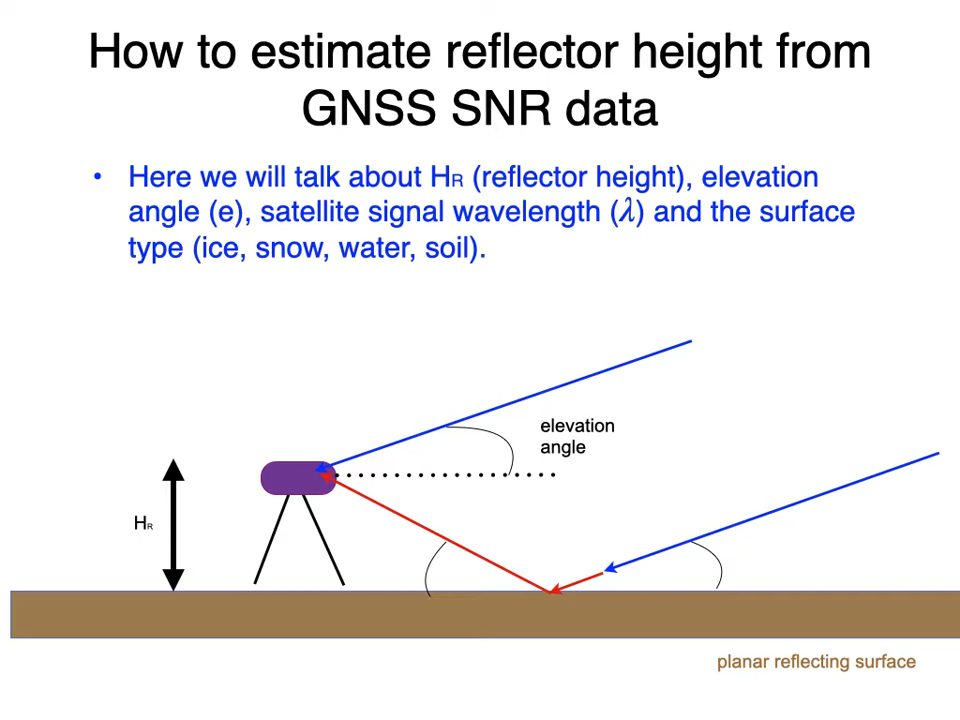 How to estimate reflector height from
GNSS SNR data
• Here we will talk about HR (reflector height), elevation
angle (e), satellite signal wavelength (λ) and the surface
type (ice, snow, water, soil).
elevation
angle
HR
planar reflecting surface